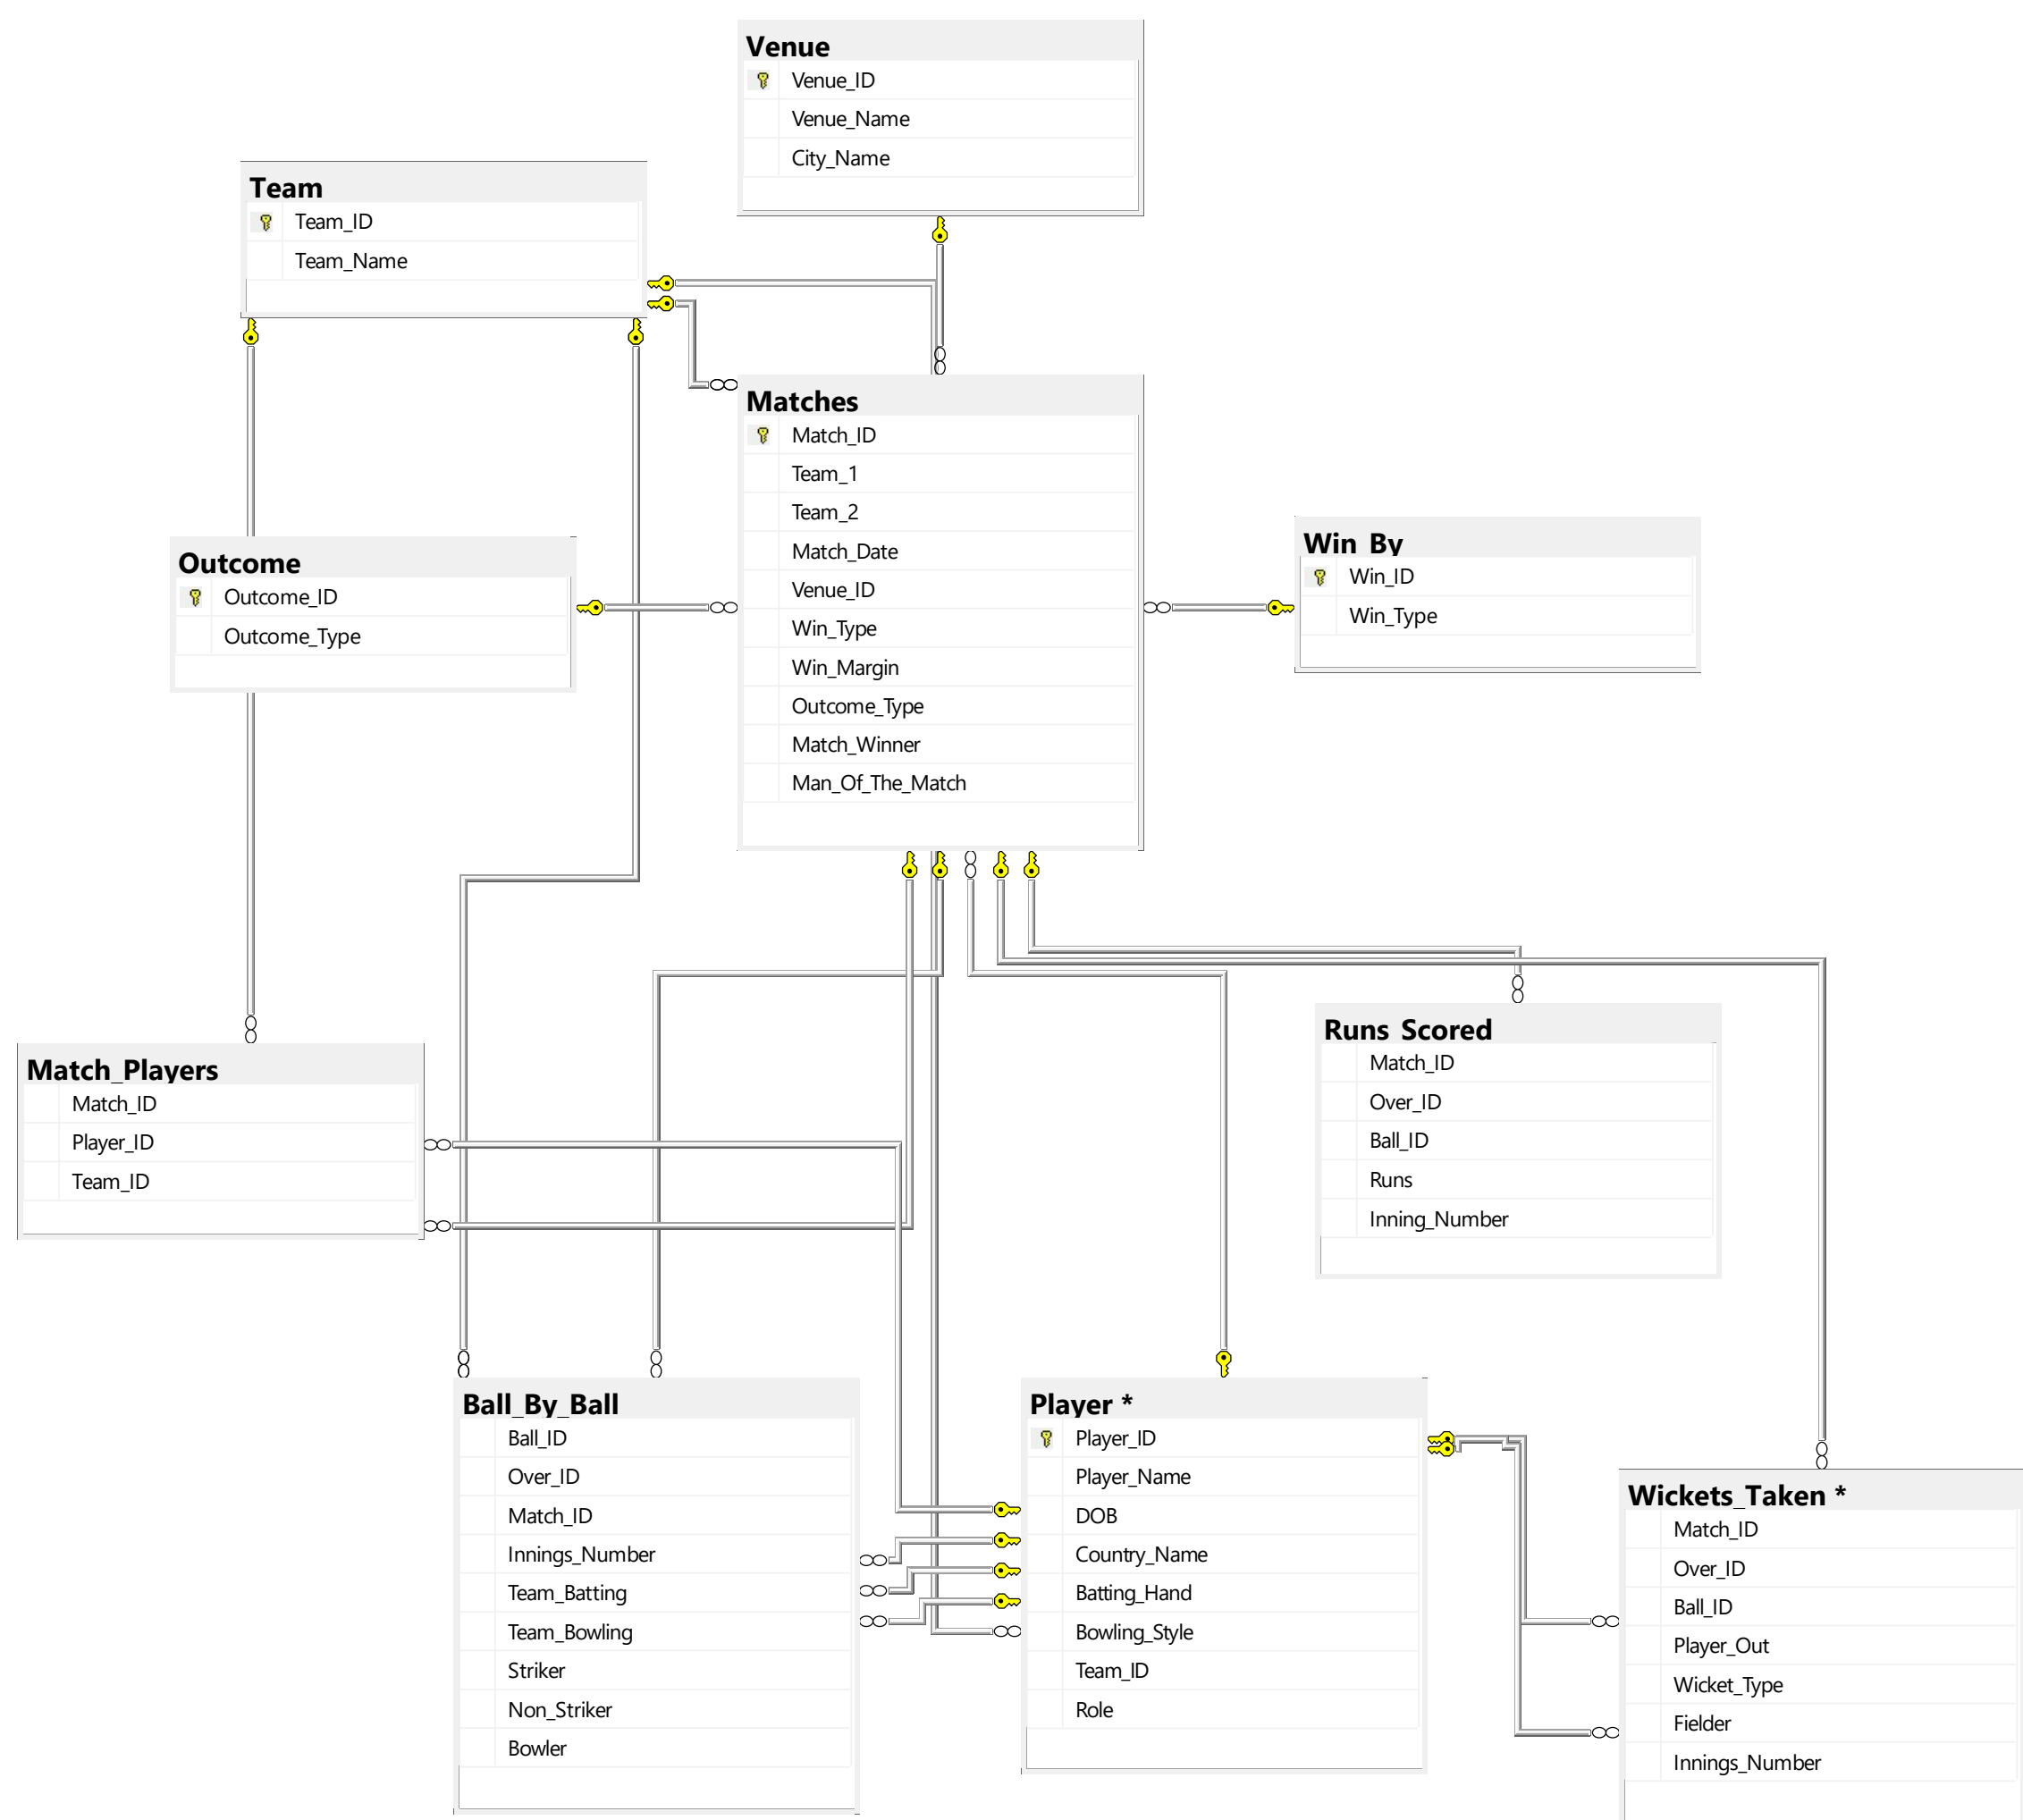 Venue
Venue_ID
Venue_Name
City_Name
Team
Team_ID
Team_Name
Matches
Match_ID
Team_1
Team_2
Match_Date
Venue_ID
Win_Type
Win_Margin
Outcome_Type
Match_Winner
Man_Of_The_Match
Outcome
Outcome_ID
Outcome_Type
Win_By
Win_ID
Win_Type
Match_Players
Match_ID
Player_ID
Team_ID
Runs_Scored
Match_ID
Over_ID
Ball_ID
Runs
Inning_Number
Ball_By_Ball
Ball_ID
Over_ID
Match_ID
Innings_Number
Team_Batting
Team_Bowling
Striker
Non_Striker
Bowler
Player *
Player_ID
Player_Name
DOB
Country_Name
Batting_Hand
Bowling_Style
Team_ID
Role
Wickets_Taken *
Match_ID
Over_ID
Ball_ID
Player_Out
Wicket_Type
Fielder
Innings_Number